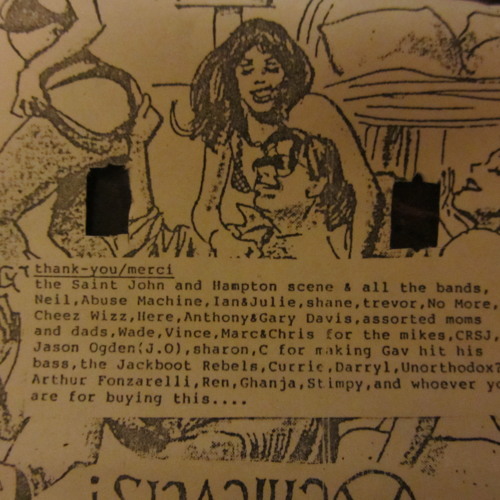 thank-you/merci
the Saint John and Hampton scene & all the bands,
Neil,Abuse Machine,Ian&Julie,shane,trevor,No More,
Cheez Wizz,Here,Anthony&Gary Davis,assorted moms
and dads,Wade,Vince,Marc&Chris for the mikes,CRSJ,
Jason Ogden(J.O),sharon,C for making Gav hit his
bass,the Jackboot Rebels,Currie,Darryl,Unorthodox?
Arthur Fonzarelli,Ren,Ghanja,Stimpy,and whoever yo
are for buying this....